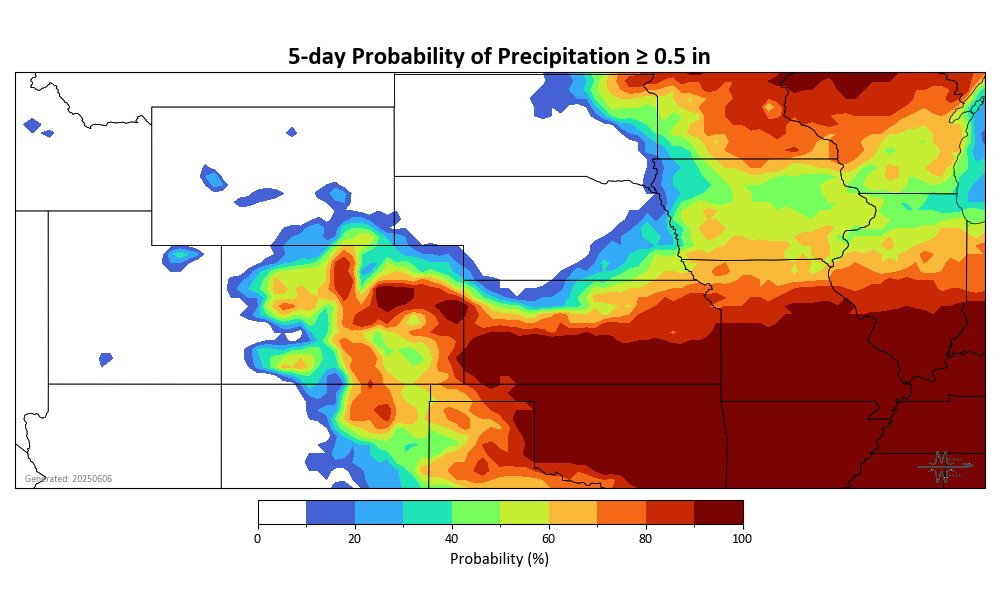 5-day Probability of Precipitation ≥ 0.5 in
Generated: 20250606
0 20 40 60 80 100
Probability (%)